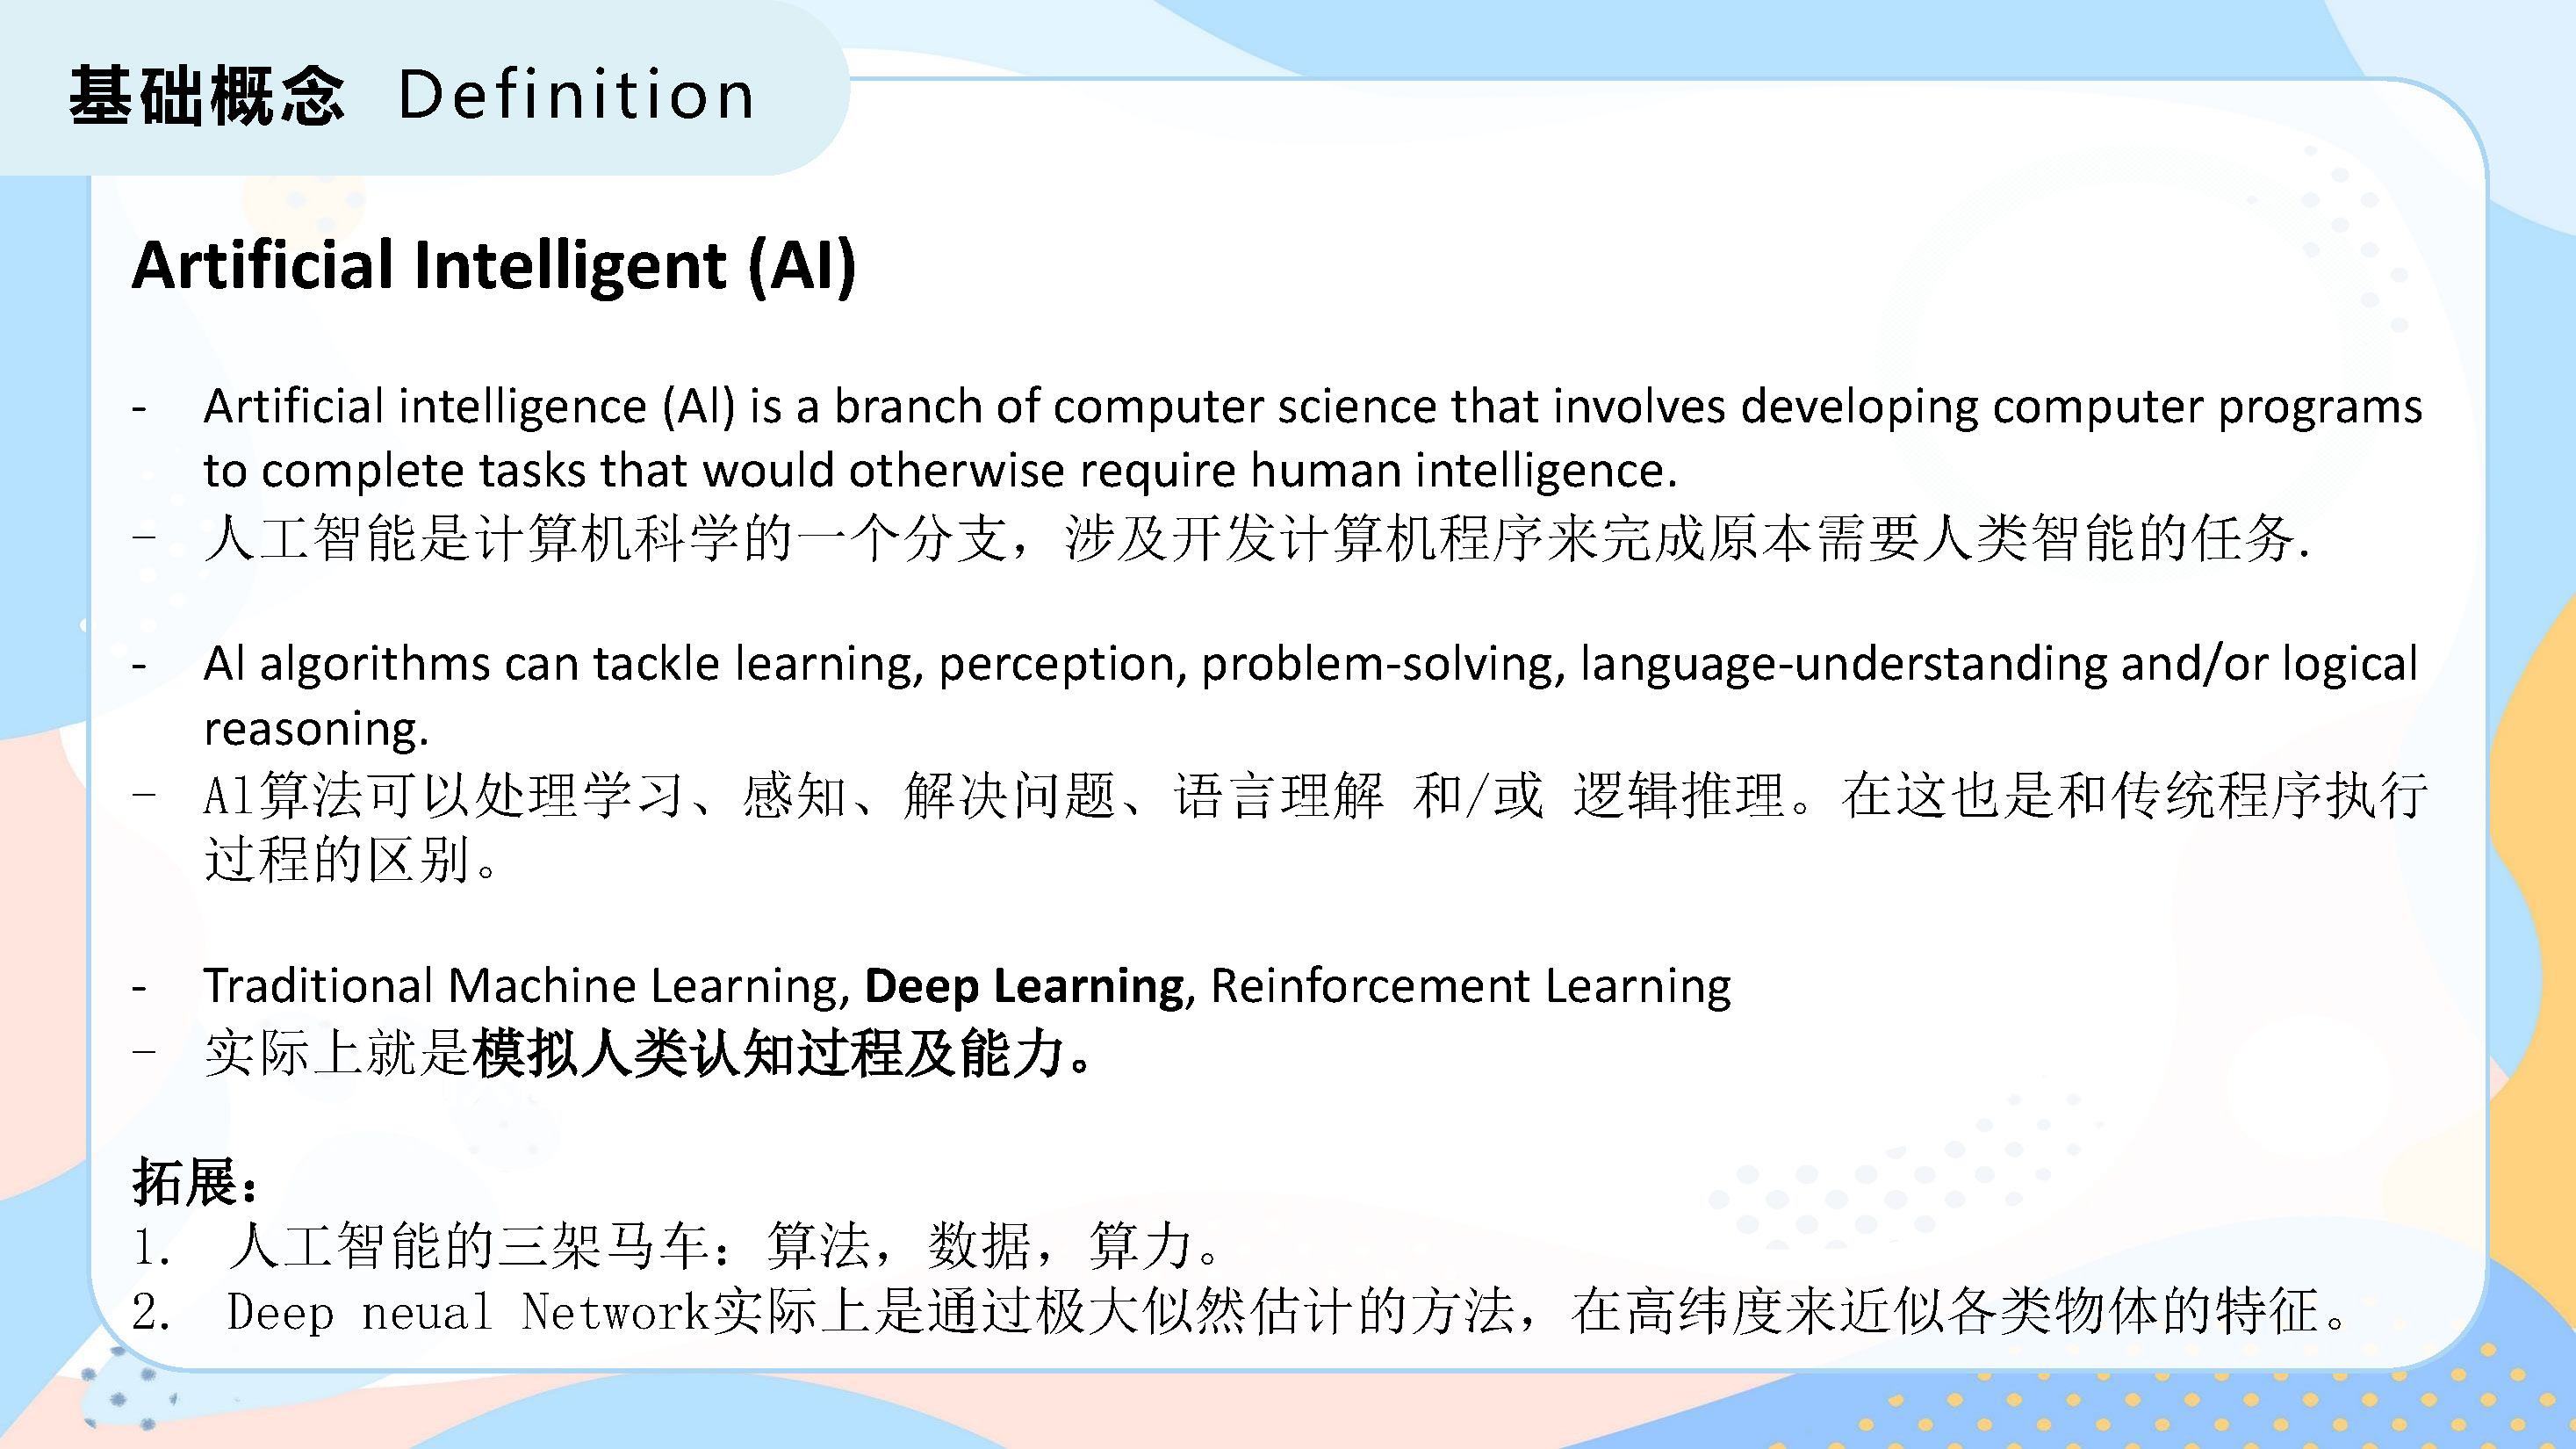 基础概念 Definition
Artificial Intelligent (AI)
- Artificial intelligence (Al) is a branch of computer science that involves developing computer programs
to complete tasks that would otherwise require human intelligence.
- 人工智能是计算机科学的一个分支，涉及开发计算机程序来完成原本需要人类智能的任务.
- Al algorithms can tackle learning, perception, problem-solving, language-understanding and/or logical
reasoning.
- Al算法可以处理学习、感知、解决问题、语言理解 和/或 逻辑推理。在这也是和传统程序执行
过程的区别。
- Traditional Machine Learning, Deep Learning, Reinforcement Learning
- 实际上就是模拟人类认知过程及能力。
拓展：
1. 人工智能的三架马车：算法，数据，算力。
2. Deep neual Network实际上是通过极大似然估计的方法，在高纬度来近似各类物体的特征。